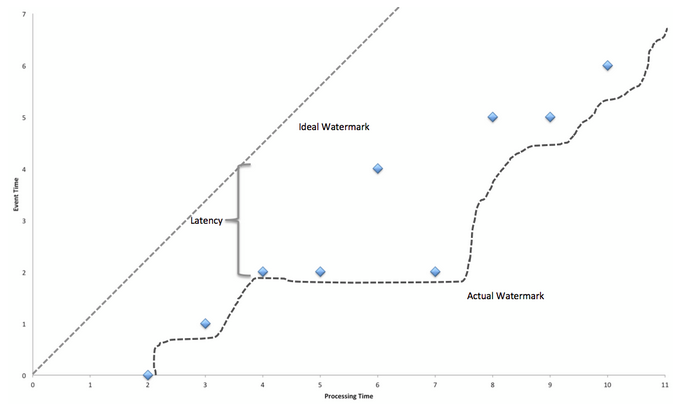 7
6
5
4
3
2
1
0
Event Time
Ideal Watermark
Latency
Actual Watermark
0 1 2 3 4 5 6 7 8 9 10 11
Processing Time